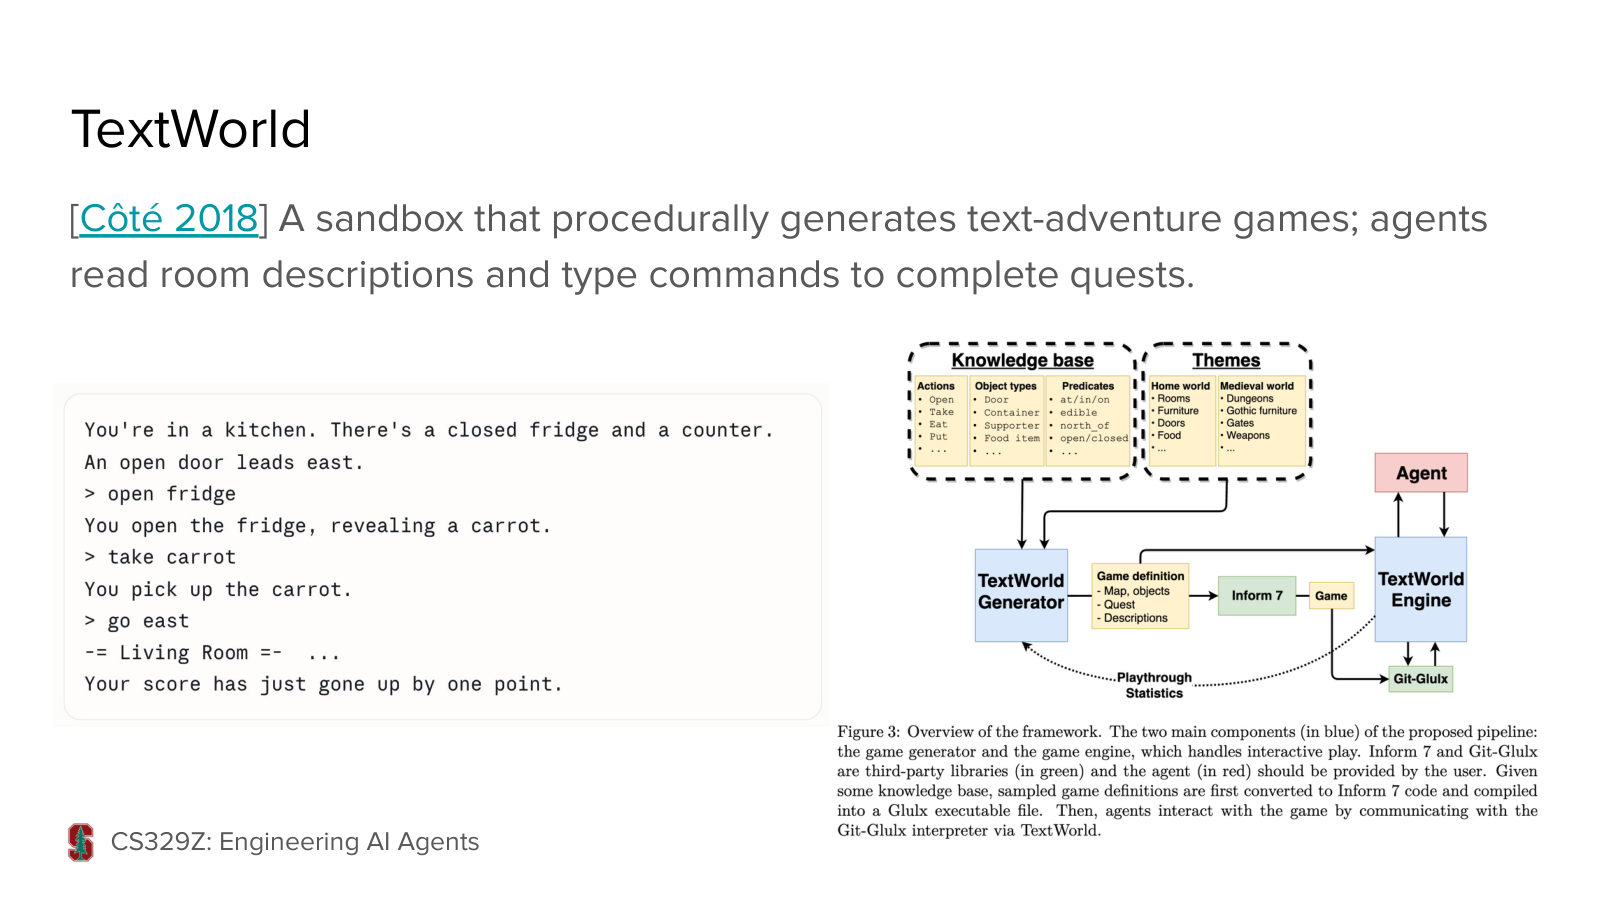 TextWorld
[Côté 2018] A sandbox that procedurally generates text-adventure games; agents
read room descriptions and type commands to complete quests.
You're in a kitchen. There's a closed fridge and a counter.
An open door leads east.
> open fridge
You open the fridge, revealing a carrot.
> take carrot
You pick up the carrot.
> go east
-= Living Room =-  ...
Your score has just gone up by one point.
Knowledge base
Actions
• Open
• Take
• Eat
• Put
• ...
Object types
• Door
• Container
• Supporter
• Food item
• ...
Predicates
• at/in/on
• edible
• north_of
• open/closed
• ...
Themes
Home world
• Rooms
• Furniture
• Doors
• Food
• ...
Medieval world
• Dungeons
• Gothic furniture
• Gates
• Weapons
• ...
Agent
TextWorld
Generator
Game definition
- Map, objects
- Quest
- Descriptions
Inform 7
Game
TextWorld
Engine
Git-Glulx
Playthrough
Statistics
Figure 3: Overview of the framework. The two main components (in blue) of the proposed pipeline:
the game generator and the game engine, which handles interactive play. Inform 7 and Git-Glulx
are third-party libraries (in green) and the agent (in red) should be provided by the user. Given
some knowledge base, sampled game definitions are first converted to Inform 7 code and compiled
into a Glulx executable file. Then, agents interact with the game by communicating with the
Git-Glulx interpreter via TextWorld.
CS329Z: Engineering AI Agents